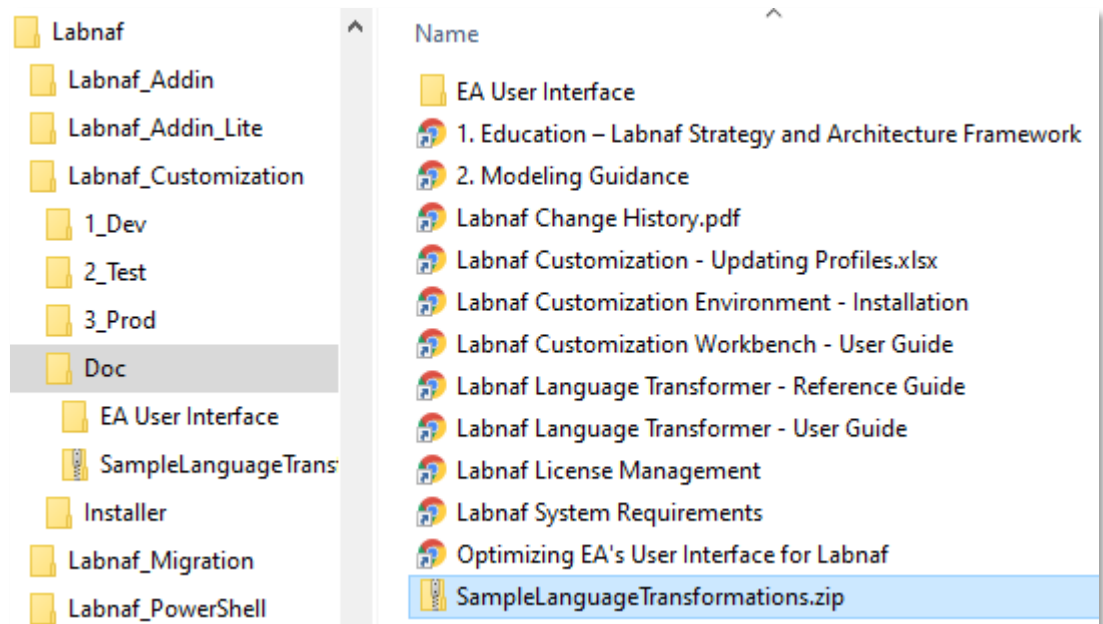 Labnaf
Labnaf_Addin
Labnaf_Addin_Lite
Labnaf_Customization
1_Dev
2_Test
3_Prod
Doc
EA User Interface
SampleLanguageTrans
Installer
Labnaf_Migration
Labnaf_PowerShell
Name
EA User Interface
1. Education – Labnaf Strategy and Architecture Framework
2. Modeling Guidance
Labnaf Change History.pdf
Labnaf Customization - Updating Profiles.xlsx
Labnaf Customization Environment - Installation
Labnaf Customization Workbench - User Guide
Labnaf Language Transformer - Reference Guide
Labnaf Language Transformer - User Guide
Labnaf License Management
Labnaf System Requirements
Optimizing EA's User Interface for Labnaf
SampleLanguageTransformations.zip